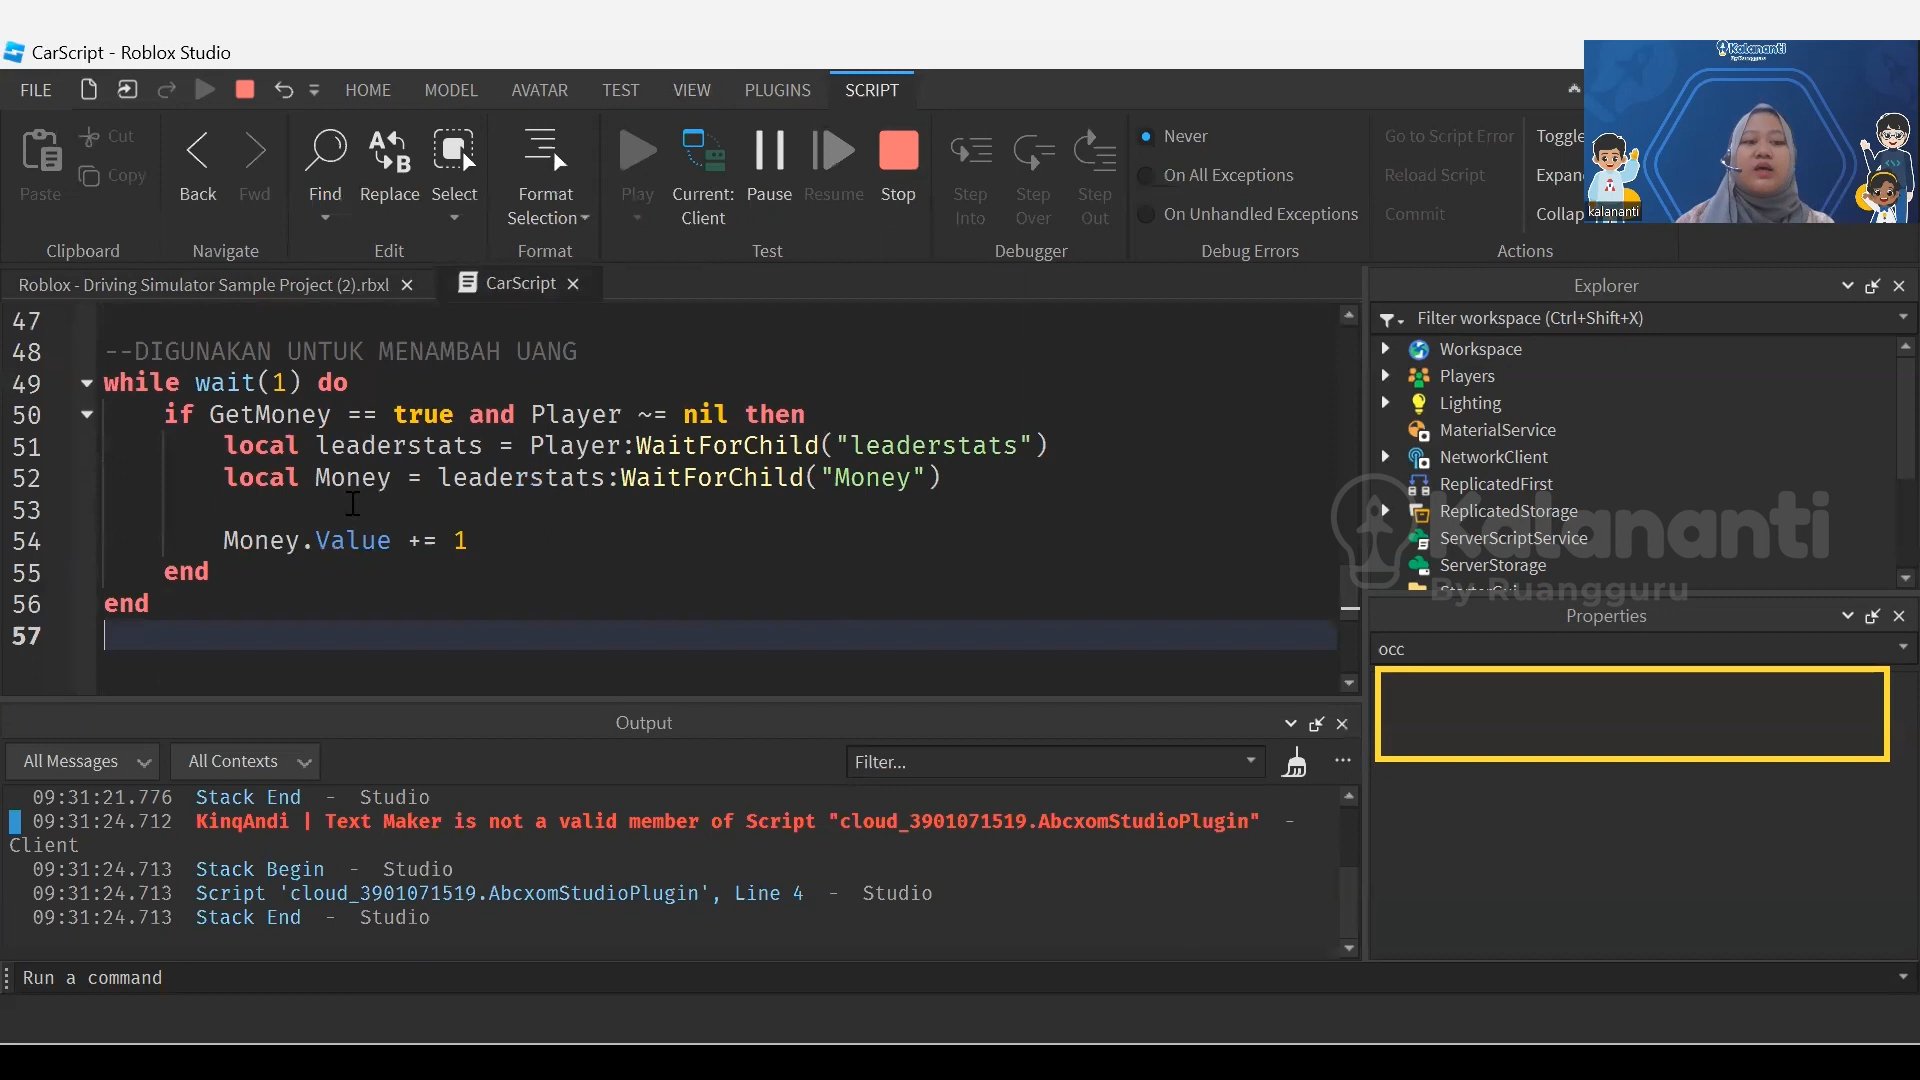 CarScript - Roblox Studio
Kalananti
By Ruangguru
kalananti
FILE HOME MODEL AVATAR TEST VIEW PLUGINS SCRIPT
Paste Cut Copy
Clipboard
Back Fwd
Navigate
Find Replace Select
Edit
Format
Selection
Format
Play Current:
Client Pause Resume Stop
Test
Step
Into Step
Over Step
Out
Debugger
Never
On All Exceptions
On Unhandled Exceptions
Debug Errors
Go to Script Error
Reload Script
Commit
Toggle
Expan
Collap
Actions
Roblox - Driving Simulator Sample Project (2).rbxl
CarScript
47
48 --DIGUNAKAN UNTUK MENAMBAH UANG
49 while wait(1) do
50 if GetMoney == true and Player ~= nil then
51 local leaderstats = Player:WaitForChild("leaderstats")
52 local Money = leaderstats:WaitForChild("Money")
53
54 Money.Value += 1
55 end
56 end
57
Explorer
Filter workspace (Ctrl+Shift+X)
Workspace
Players
Lighting
MaterialService
NetworkClient
ReplicatedFirst
ReplicatedStorage
ServerScriptService
ServerStorage
Kalananti
By Ruangguru
Properties
occ
Output
All Messages All Contexts Filter...
09:31:21.776 Stack End - Studio
09:31:24.712 KinqAndi | Text Maker is not a valid member of Script "cloud_3901071519.AbcxomStudioPlugin" -
Client
09:31:24.713 Stack Begin - Studio
09:31:24.713 Script 'cloud_3901071519.AbcxomStudioPlugin', Line 4 - Studio
09:31:24.713 Stack End - Studio
Run a command